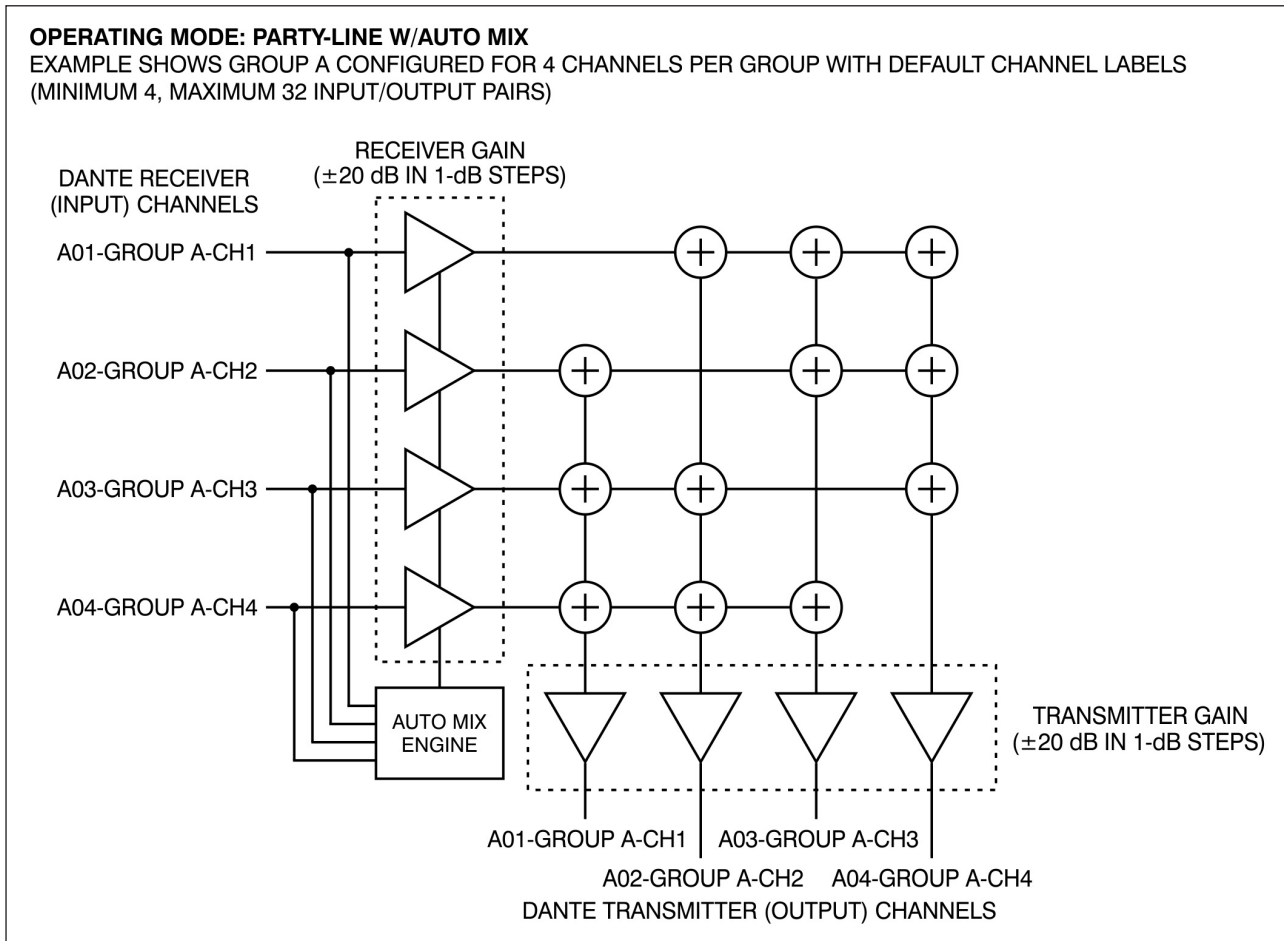 OPERATING MODE: PARTY-LINE W/AUTO MIX
EXAMPLE SHOWS GROUP A CONFIGURED FOR 4 CHANNELS PER GROUP WITH DEFAULT CHANNEL LABELS
(MINIMUM 4, MAXIMUM 32 INPUT/OUTPUT PAIRS)
RECEIVER GAIN
(±20 dB IN 1-dB STEPS)
DANTE RECEIVER
(INPUT) CHANNELS
A01-GROUP A-CH1
A02-GROUP A-CH2
A03-GROUP A-CH3
A04-GROUP A-CH4
AUTO MIX
ENGINE
TRANSMITTER GAIN
(±20 dB IN 1-dB STEPS)
A01-GROUP A-CH1
A03-GROUP A-CH3
A02-GROUP A-CH2
A04-GROUP A-CH4
DANTE TRANSMITTER (OUTPUT) CHANNELS